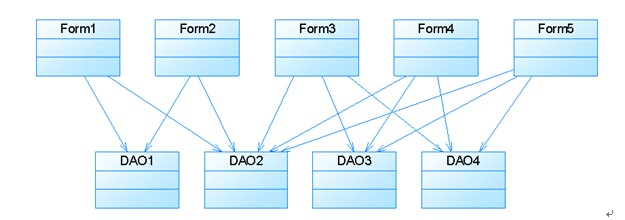 Form1 Form2 Form3 Form4 Form5
DAO1 DAO2 DAO3 DAO4